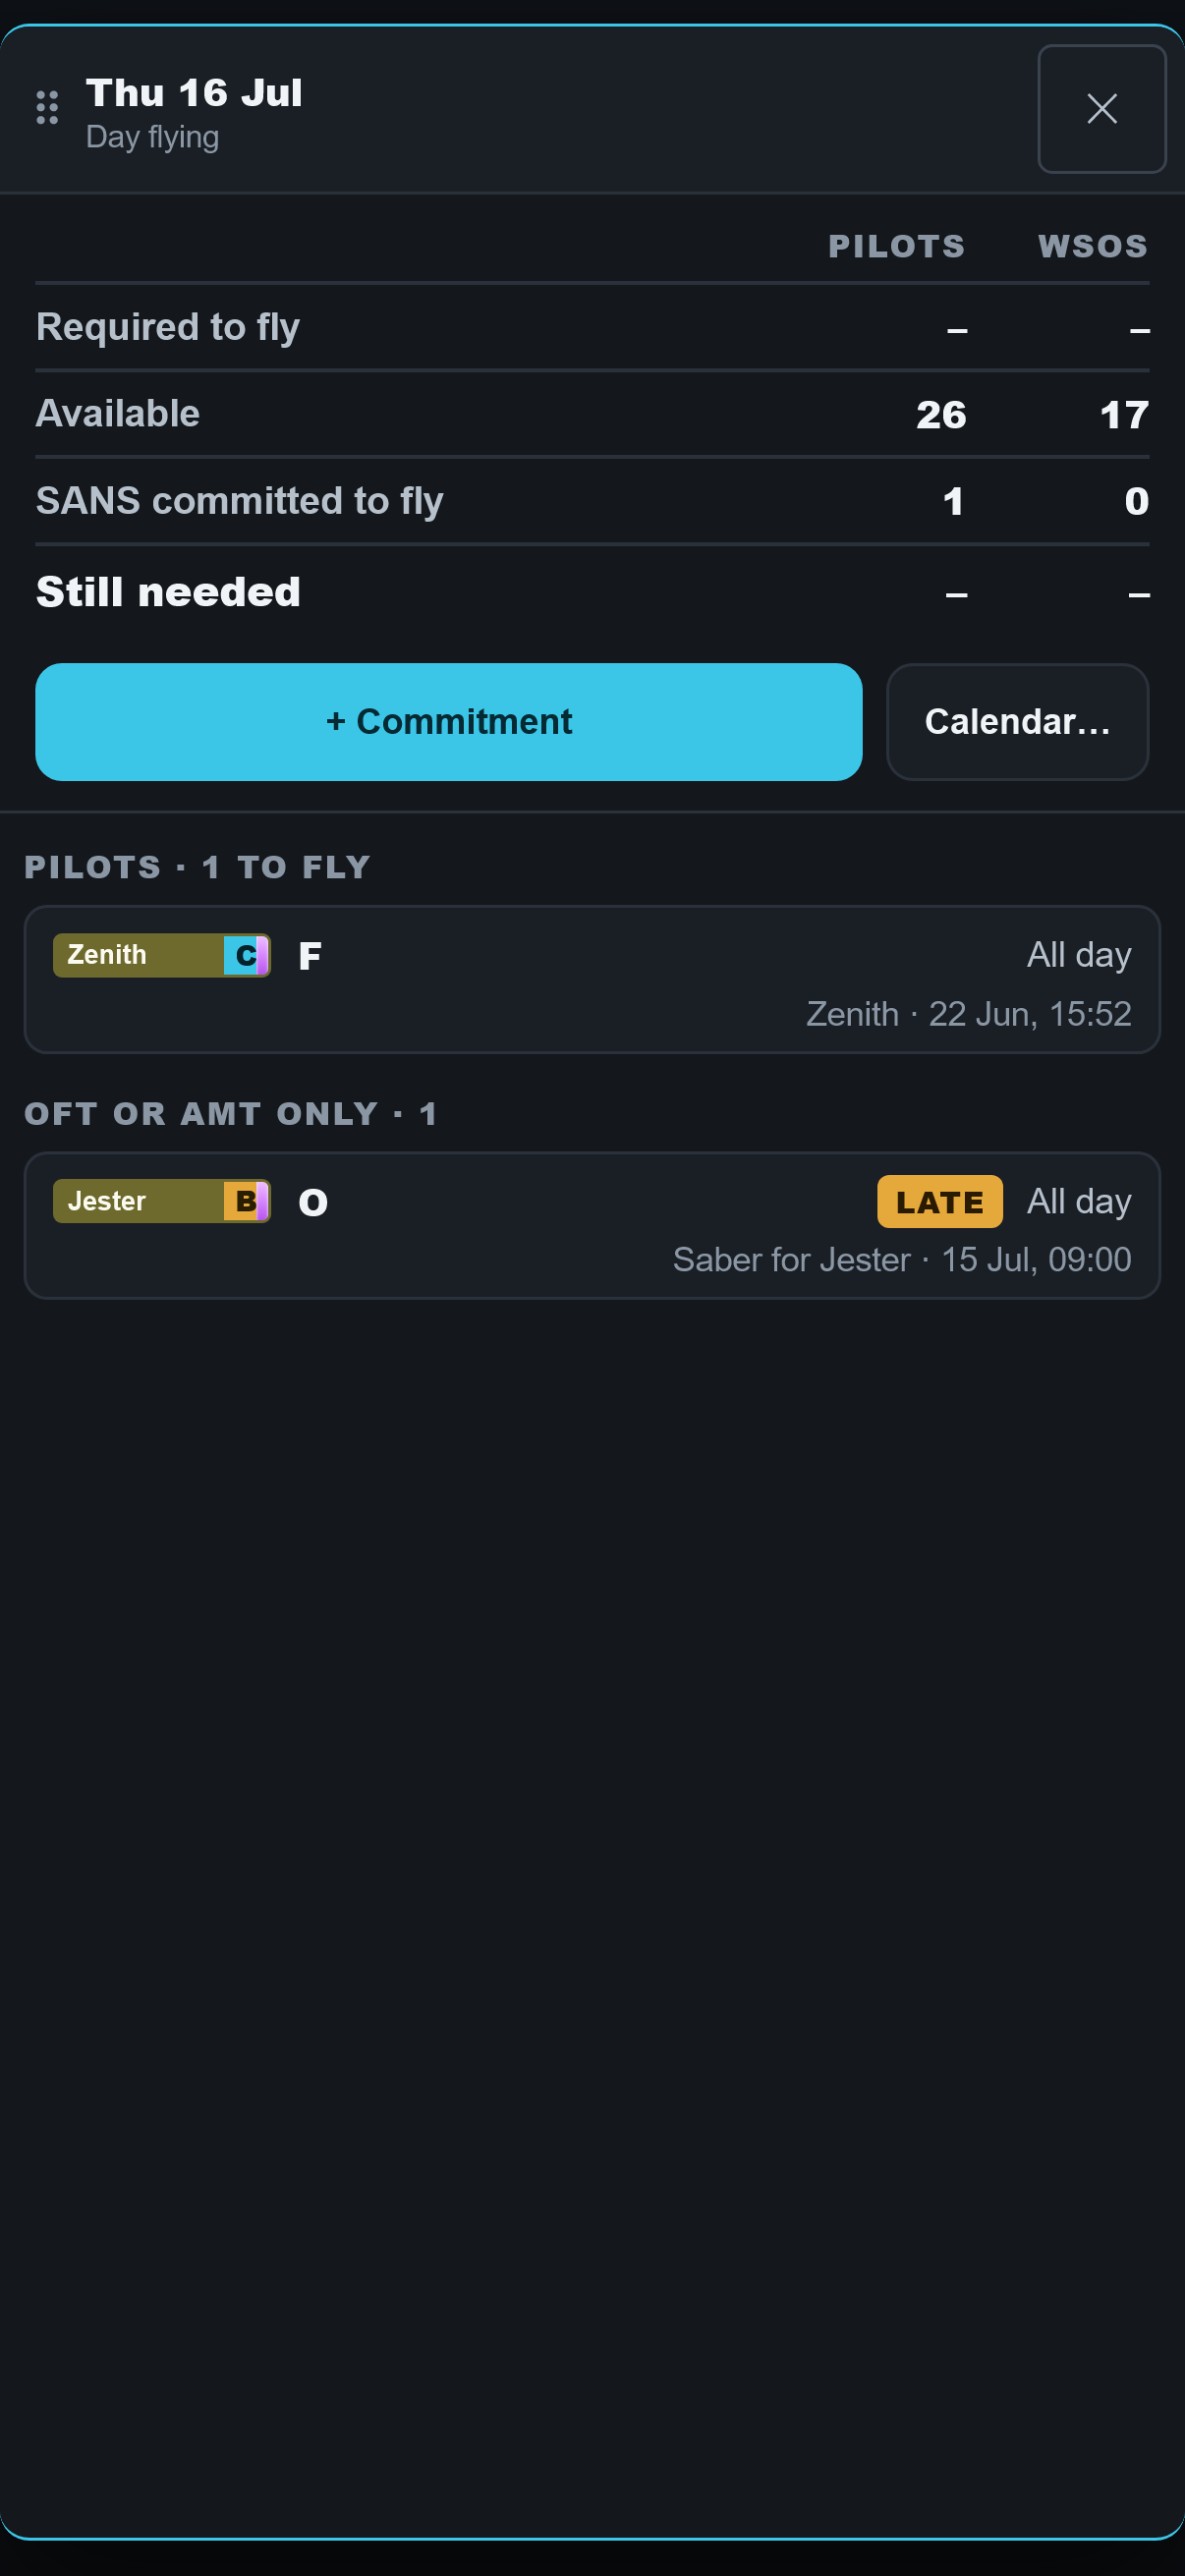 Thu 16 Jul
Day flying
PILOTS WSOS
Required to fly – –
Available 26 17
SANS committed to fly 1 0
Still needed – –
+ Commitment Calendar…
PILOTS · 1 TO FLY
Zenith C F All day
Zenith · 22 Jun, 15:52
OFT OR AMT ONLY · 1
Jester B O LATE All day
Saber for Jester · 15 Jul, 09:00